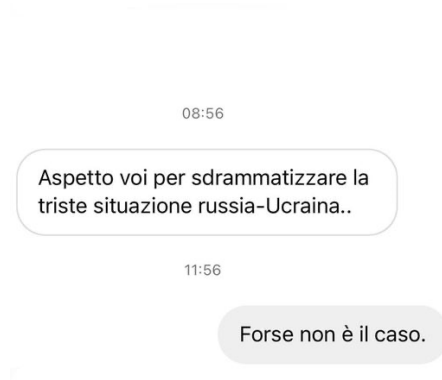 08:56
Aspetto voi per sdrammatizzare la
triste situazione russia-Ucraina..
11:56
Forse non è il caso.